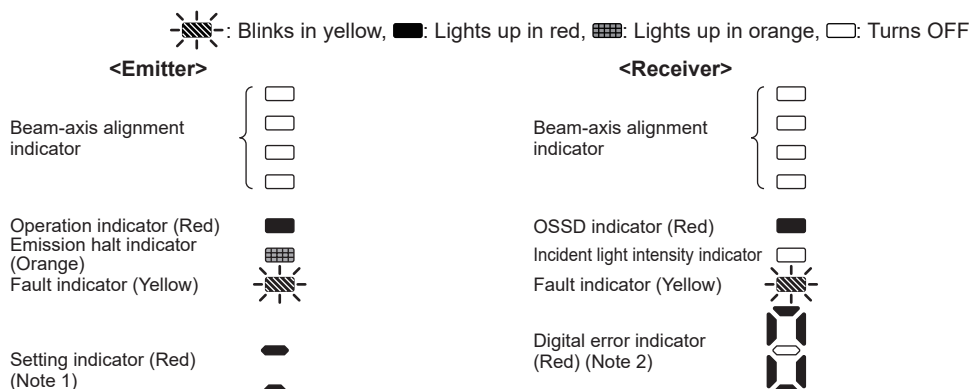 : Blinks in yellow, : Lights up in red, : Lights up in orange, : Turns OFF
<Emitter>
Beam-axis alignment
indicator
Operation indicator (Red)
Emission halt indicator
(Orange)
Fault indicator (Yellow)
Setting indicator (Red)
(Note 1)
<Receiver>
Beam-axis alignment
indicator
OSSD indicator (Red)
Incident light intensity indicator
Fault indicator (Yellow)
Digital error indicator
(Red) (Note 2)